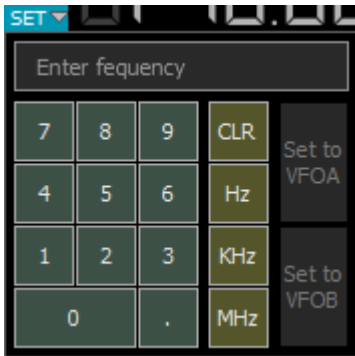 SET
Enter fequency
7 8 9 CLR
Set to
VFOA
4 5 6 Hz
1 2 3 KHz
Set to
VFOB
0 . MHz